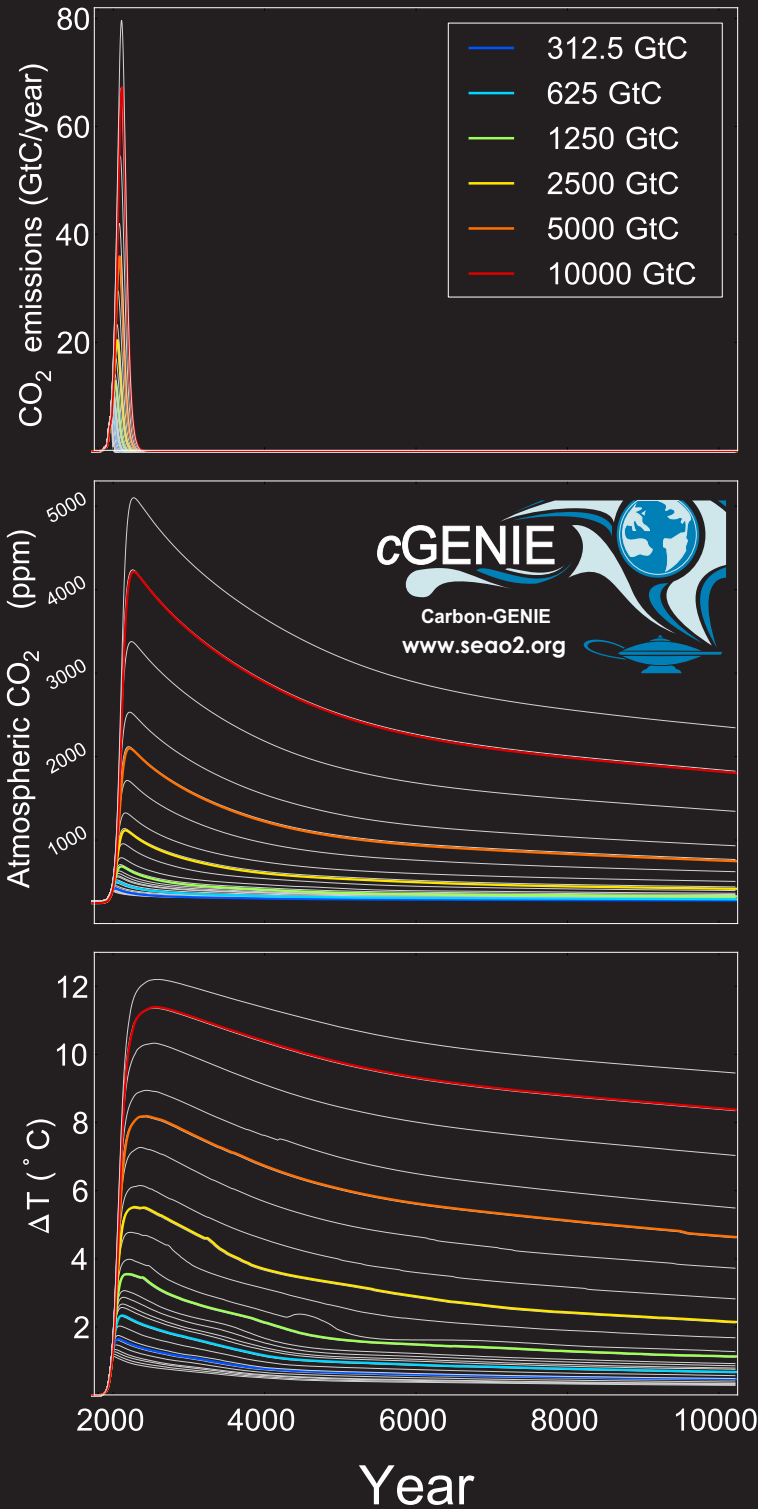 CO2 emissions (GtC/year)
80
60
40
20
312.5 GtC
625 GtC
1250 GtC
2500 GtC
5000 GtC
10000 GtC
Atmospheric CO2 (ppm)
5000
4000
3000
2000
1000
cGENIE
Carbon-GENIE
www.seao2.org
ΔT (°C)
12
10
8
6
4
2
2000 4000 6000 8000 10000
Year